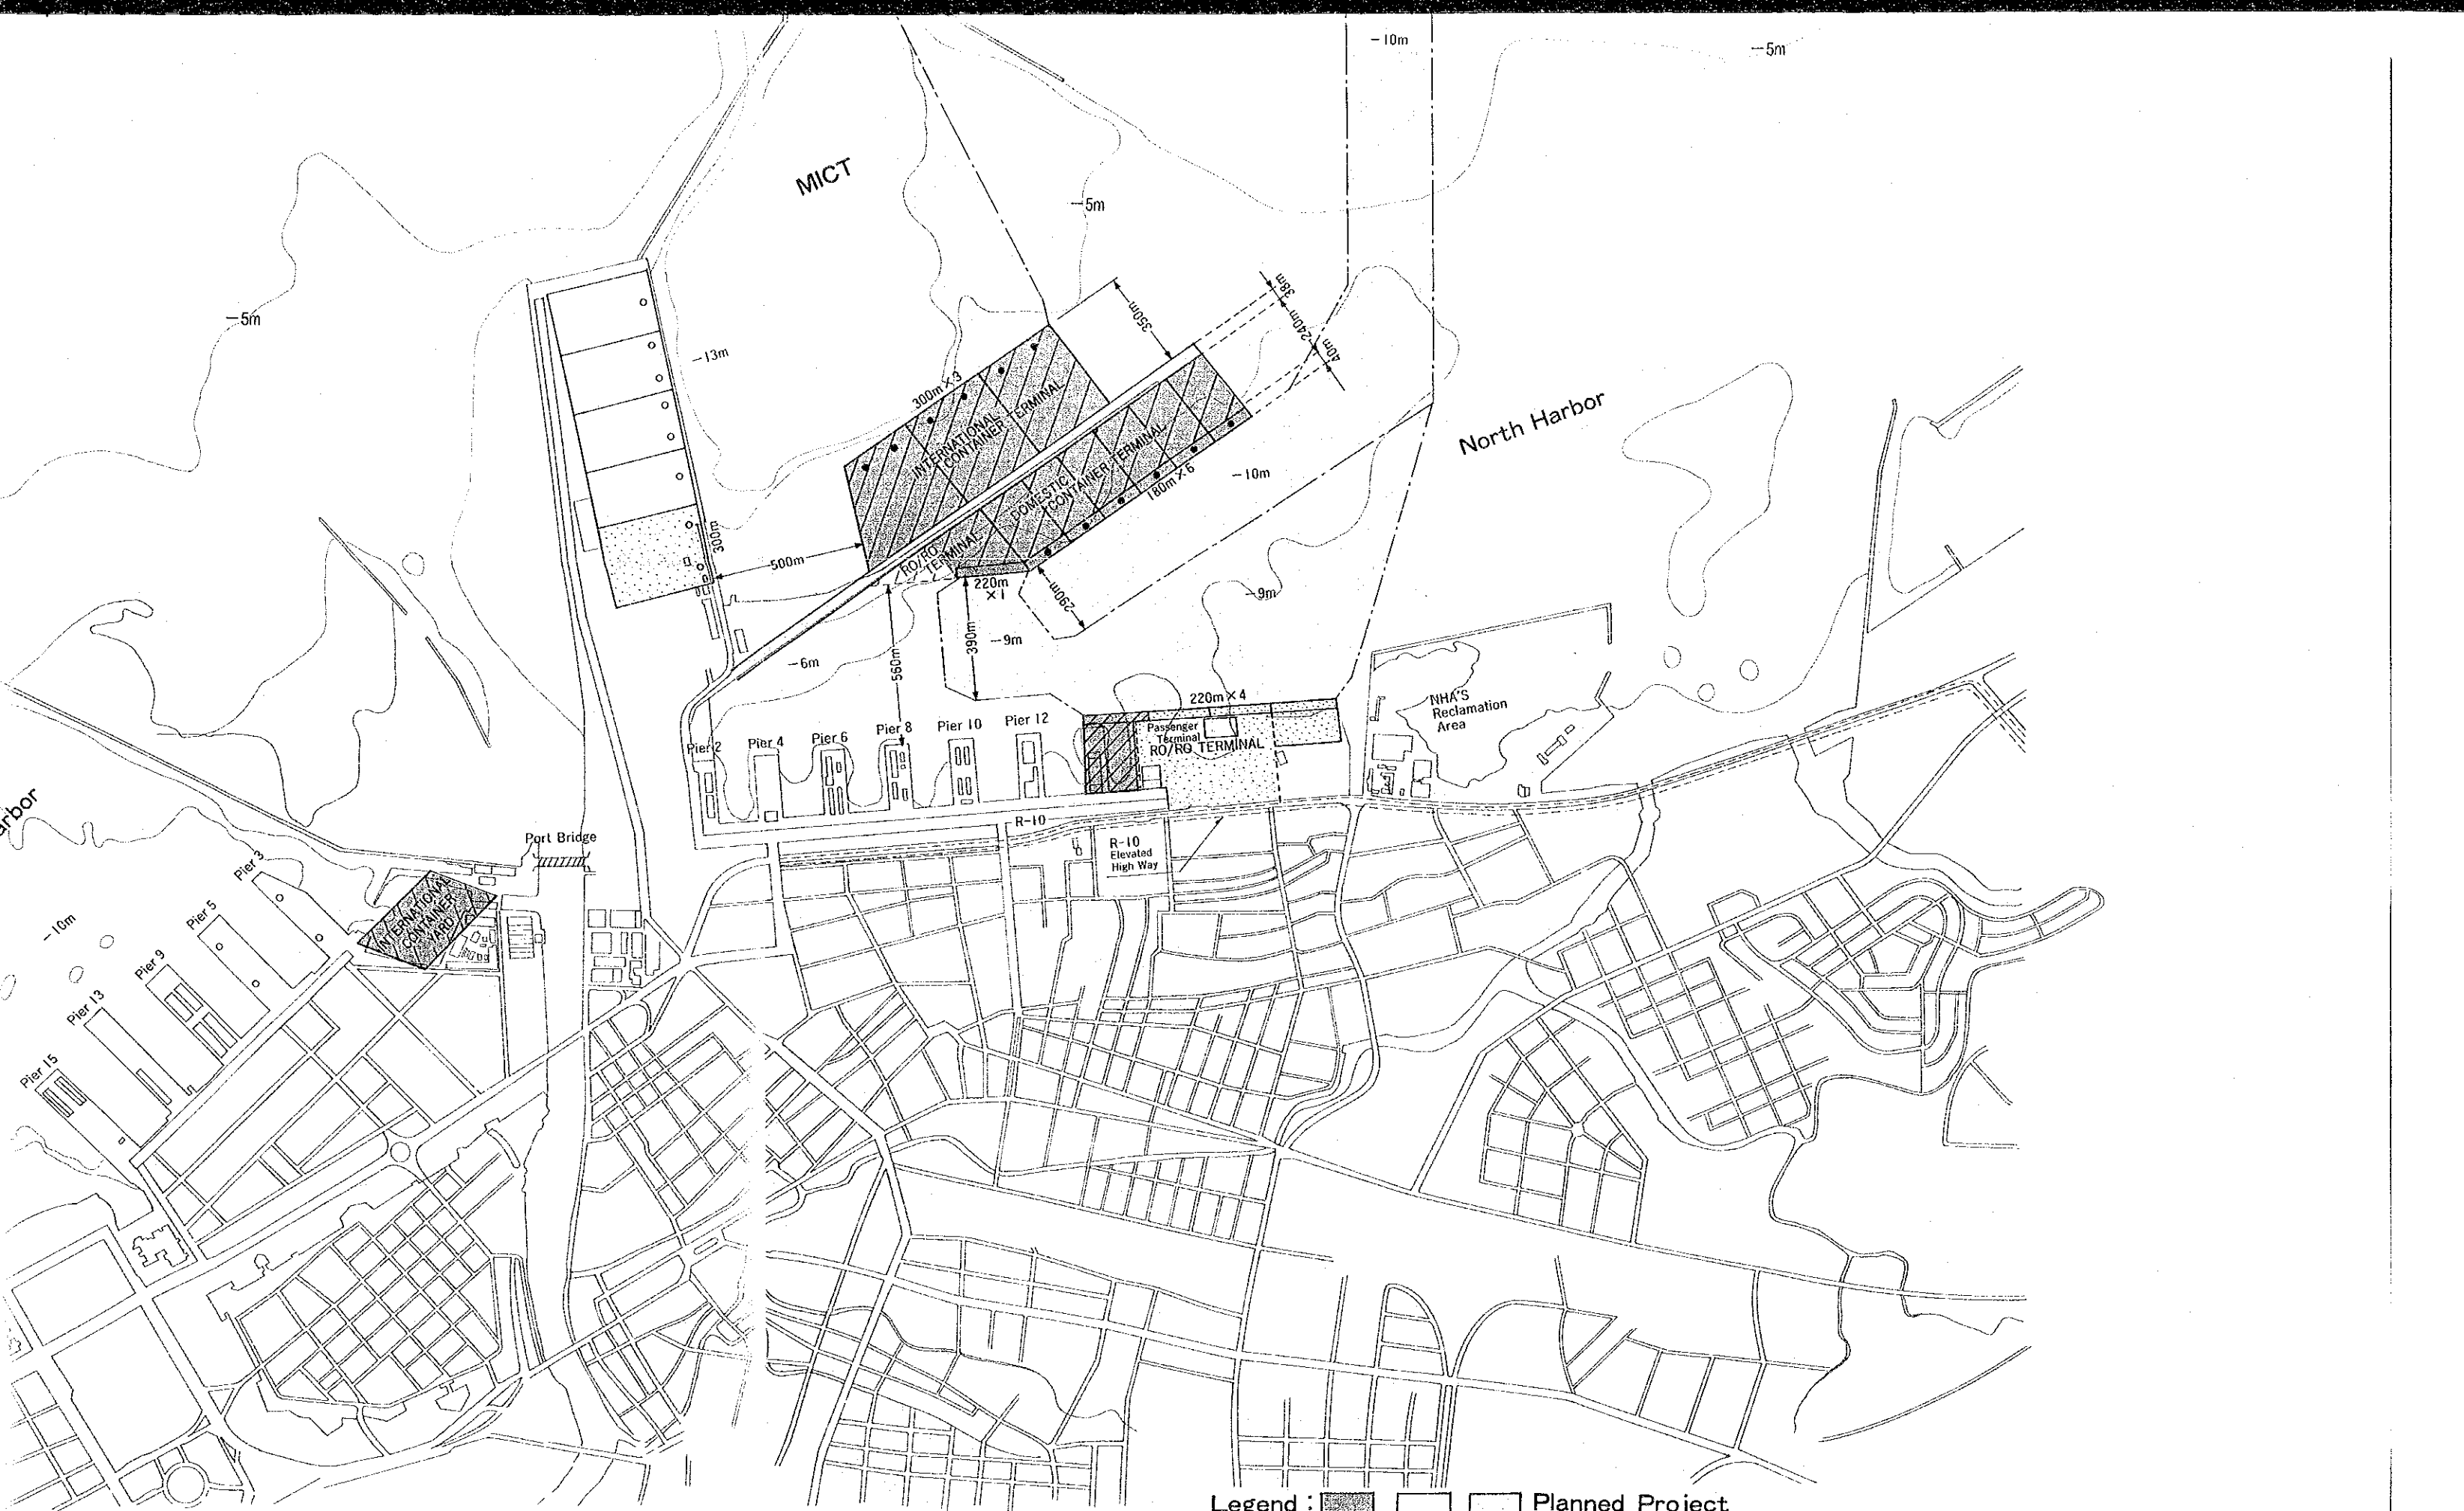 -10m
-5m
MICT
-5m
-5m
38m
240m
40m
350m
-13m
300m×3
INTERNATIONAL
CONTAINER TERMINAL
North Harbor
DOMESTIC
CONTAINER TERMINAL
180m×6
-10m
300m
500m
RO/RO
TERMINAL
220m
×1
290m
-9m
390m
-9m
560m
-6m
220m×4
NHA'S
Reclamation
Area
Pier 2
Pier 4
Pier 6
Pier 8
Pier 10
Pier 12
Passenger
Terminal
RO/RO TERMINAL
R-10
R-10
Elevated
High Way
Port Bridge
arbor
Pier 3
INTERNATIONAL
CONTAINER
YARD
Pier 5
-10m
Pier 9
Pier 13
Pier 15
Legend : Planned Project